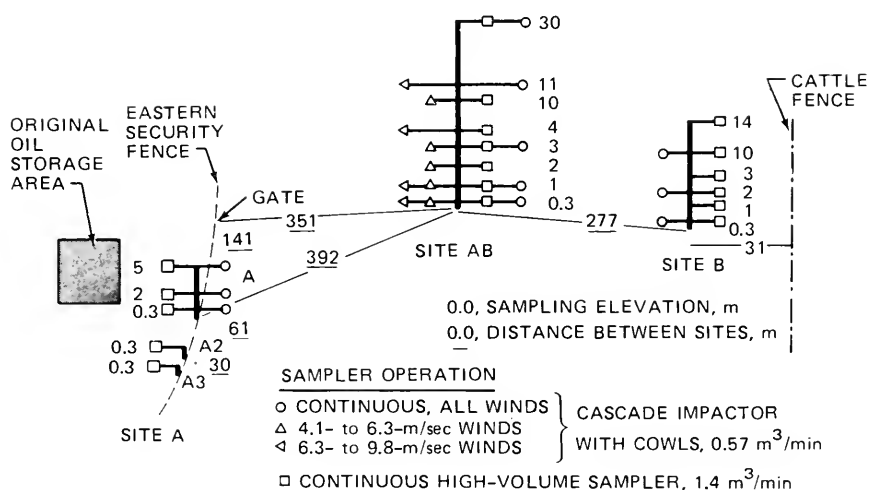 30
11
10
4
3
2
1
0.3
SITE AB
CATTLE
FENCE
14
10
3
2
1
0.3
31
SITE B
277
ORIGINAL
OIL
STORAGE
AREA
EASTERN
SECURITY
FENCE
GATE
351
141
392
5
A
2
0.3
61
0.3
A2
0.3
30
A3
SITE A
0.0, SAMPLING ELEVATION, m
0.0, DISTANCE BETWEEN SITES, m
SAMPLER OPERATION
○ CONTINUOUS, ALL WINDS
△ 4.1- to 6.3-m/sec WINDS
◁ 6.3- to 9.8-m/sec WINDS
CASCADE IMPACTOR
WITH COWLS, 0.57 m³/min
□ CONTINUOUS HIGH-VOLUME SAMPLER, 1.4 m³/min